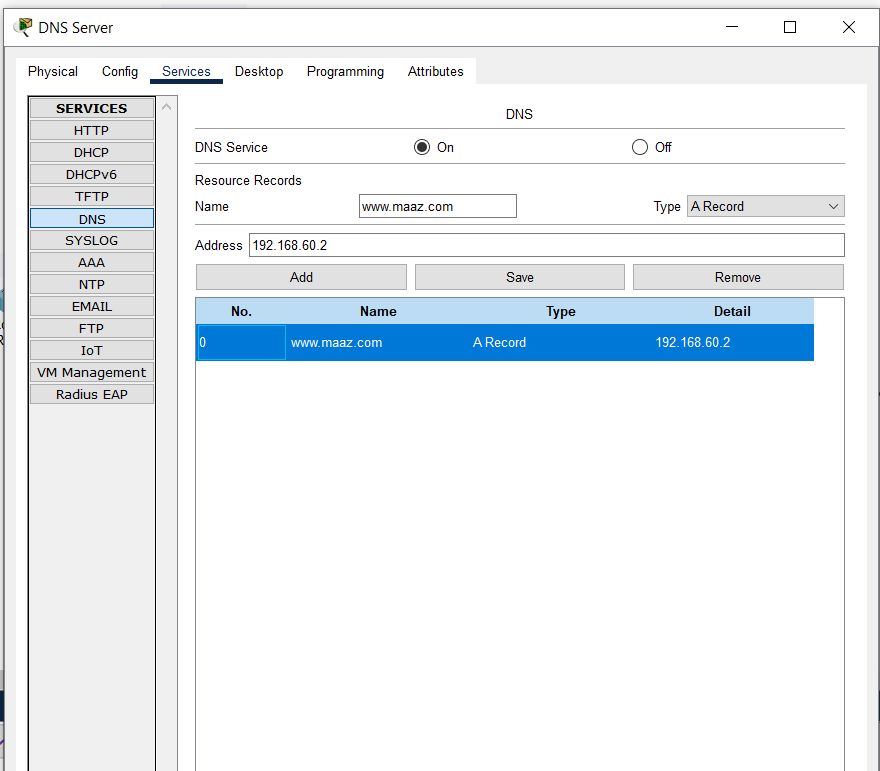 DNS Server
Physical Config Services Desktop Programming Attributes
SERVICES
HTTP
DHCP
DHCPv6
TFTP
DNS
SYSLOG
AAA
NTP
EMAIL
FTP
IoT
VM Management
Radius EAP
DNS
DNS Service On Off
Resource Records
Name www.maaz.com Type A Record
Address 192.168.60.2
Add Save Remove
No. Name Type Detail
0 www.maaz.com A Record 192.168.60.2